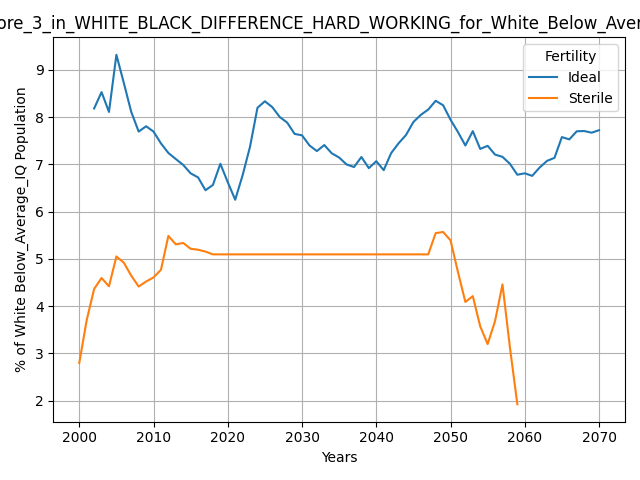 ore_3_in_WHITE_BLACK_DIFFERENCE_HARD_WORKING_for_White_Below_Aver
Fertility
Ideal
Sterile
% of White Below_Average_IQ Population
9
8
7
6
5
4
3
2
2000 2010 2020 2030 2040 2050 2060 2070
Years